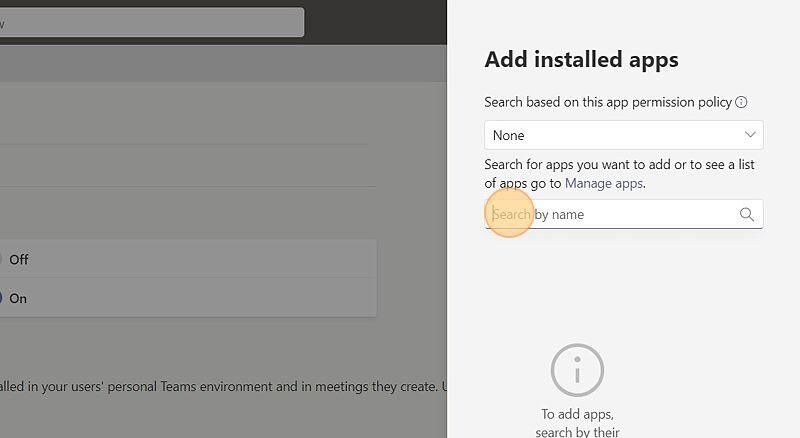 Add installed apps
Search based on this app permission policy
None
Search for apps you want to add or to see a list
of apps go to Manage apps.
Search by name
Off
On
alled in your users' personal Teams environment and in meetings they create. U
To add apps,
search by their